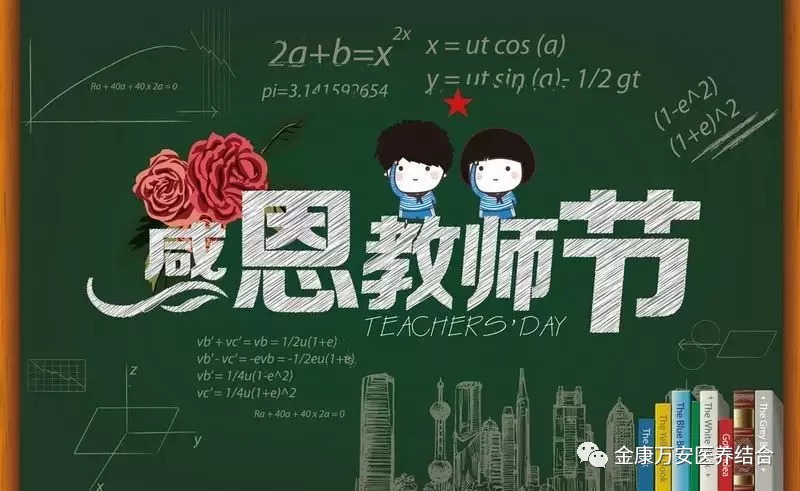 2a+b=x^2x
x = ut cos (a)
pi=3.141592654
y = ut sin (a)- 1/2 gt
Ra + 40a + 40 x 2a = 0
(1-e^2)
(1+e)^2
感恩教师节
TEACHERS' DAY
vb' + vc' = vb = 1/2u(1+e)
vb' - vc' = -evb = -1/2eu(1+e)
vb' = 1/4u(1-e^2)
vc' = 1/4u(1+e)^2
Ra + 40a + 40 x 2a = 0
z
y
x
The Blue
The White
The Grey
金康万安医养结合